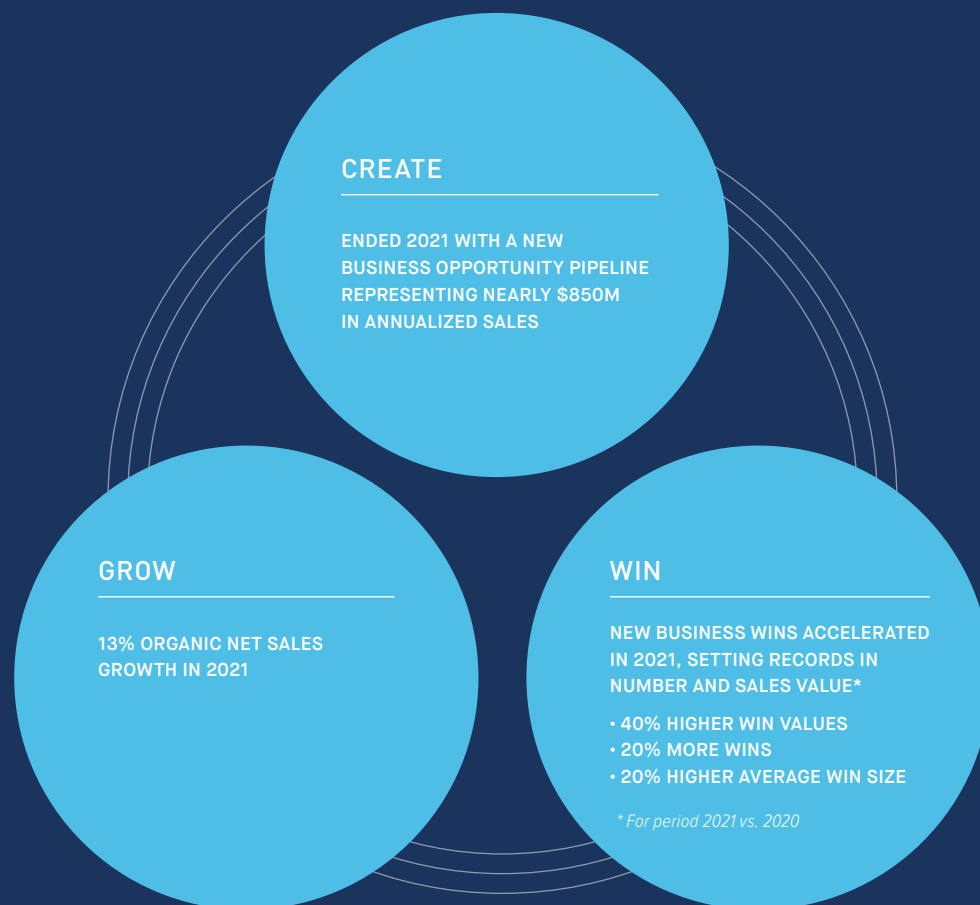 CREATE
ENDED 2021 WITH A NEW
BUSINESS OPPORTUNITY PIPELINE
REPRESENTING NEARLY $850M
IN ANNUALIZED SALES
GROW
13% ORGANIC NET SALES
GROWTH IN 2021
WIN
NEW BUSINESS WINS ACCELERATED
IN 2021, SETTING RECORDS IN
NUMBER AND SALES VALUE*
• 40% HIGHER WIN VALUES
• 20% MORE WINS
• 20% HIGHER AVERAGE WIN SIZE
* For period 2021 vs. 2020